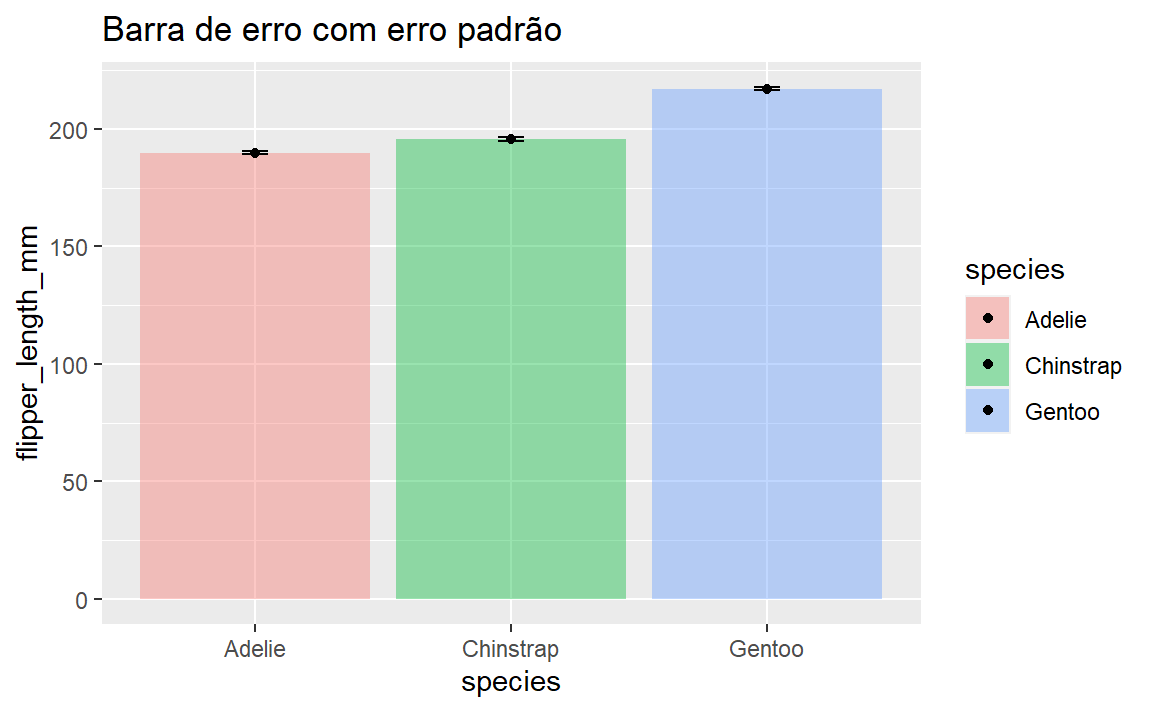 Barra de erro com erro padrão
flipper_length_mm
200
150
100
50
0
Adelie
Chinstrap
Gentoo
species
species
Adelie
Chinstrap
Gentoo